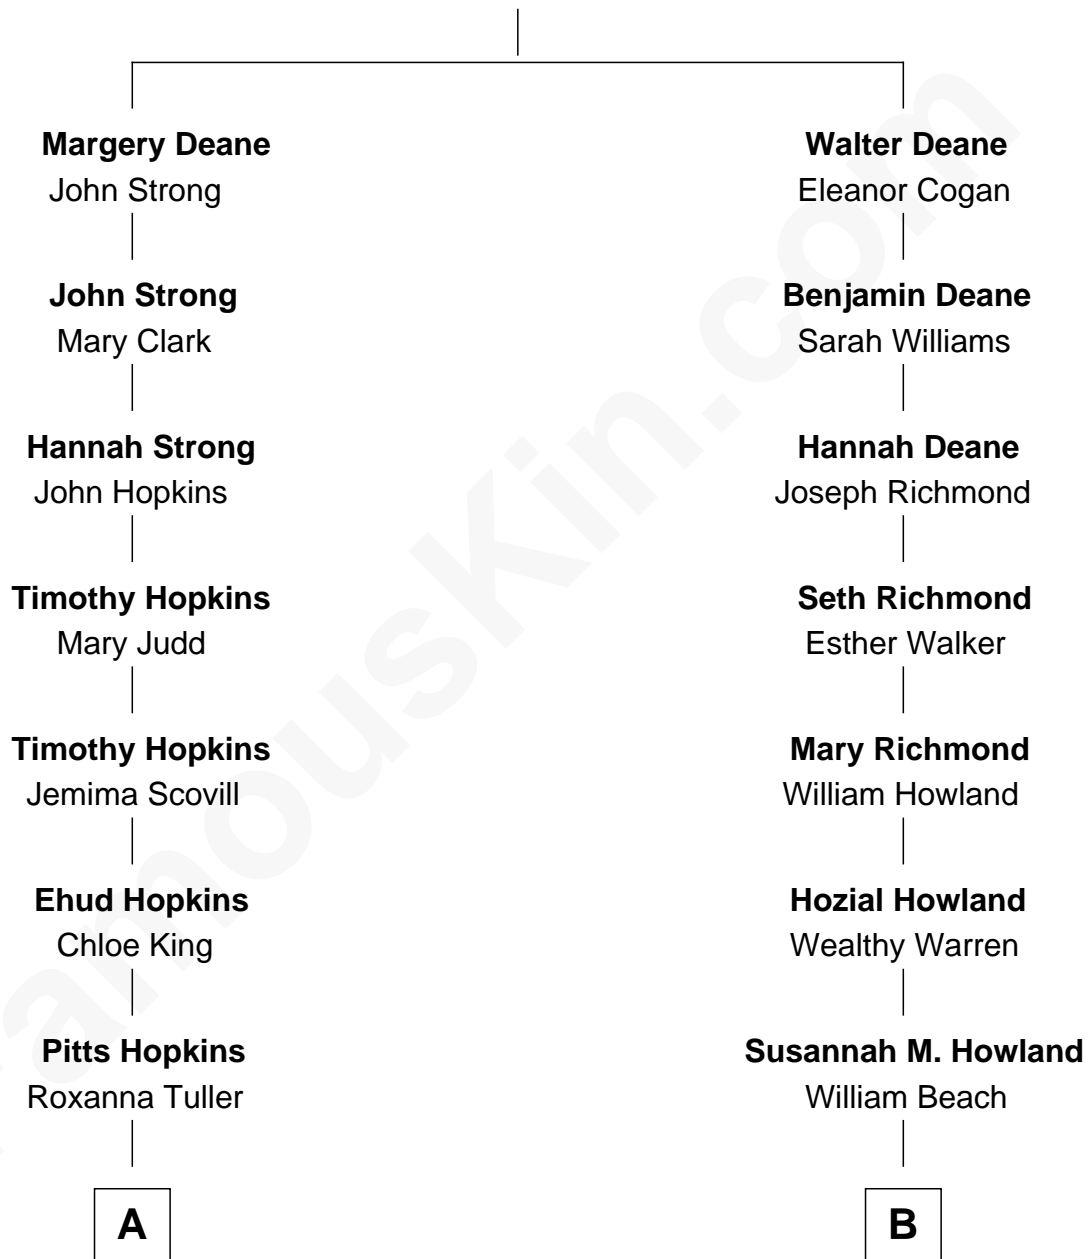 Margery Deane
John Strong
Walter Deane
Eleanor Cogan
John Strong
Mary Clark
Benjamin Deane
Sarah Williams
Hannah Strong
John Hopkins
Hannah Deane
Joseph Richmond
Timothy Hopkins
Mary Judd
Seth Richmond
Esther Walker
Timothy Hopkins
Jemima Scovill
Mary Richmond
William Howland
Ehud Hopkins
Chloe King
Hozial Howland
Wealthy Warren
Pitts Hopkins
Roxanna Tuller
Susannah M. Howland
William Beach
A
B
famouskin.com